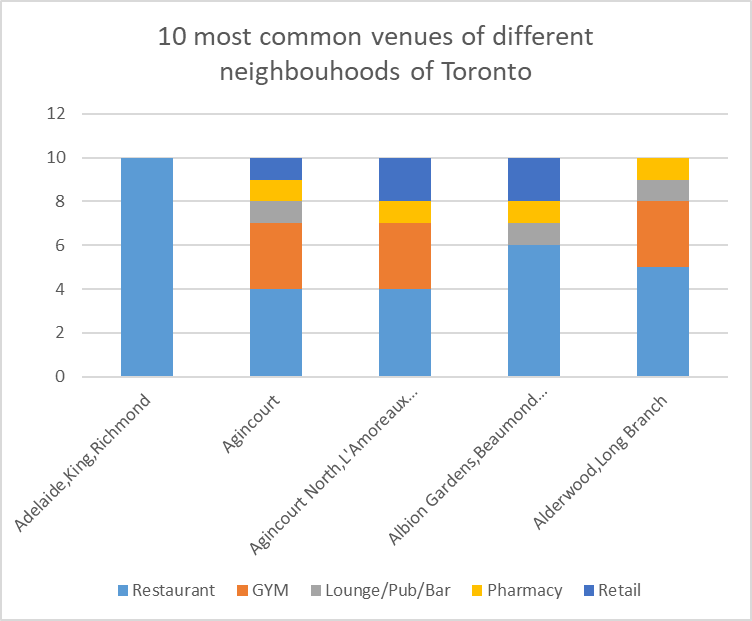 10 most common venues of different
neighbouhoods of Toronto
12
10
8
6
4
2
0
Adelaide,King,Richmond
Agincourt
Agincourt North,L'Amoreaux...
Albion Gardens,Beaumond...
Alderwood,Long Branch
Restaurant
GYM
Lounge/Pub/Bar
Pharmacy
Retail